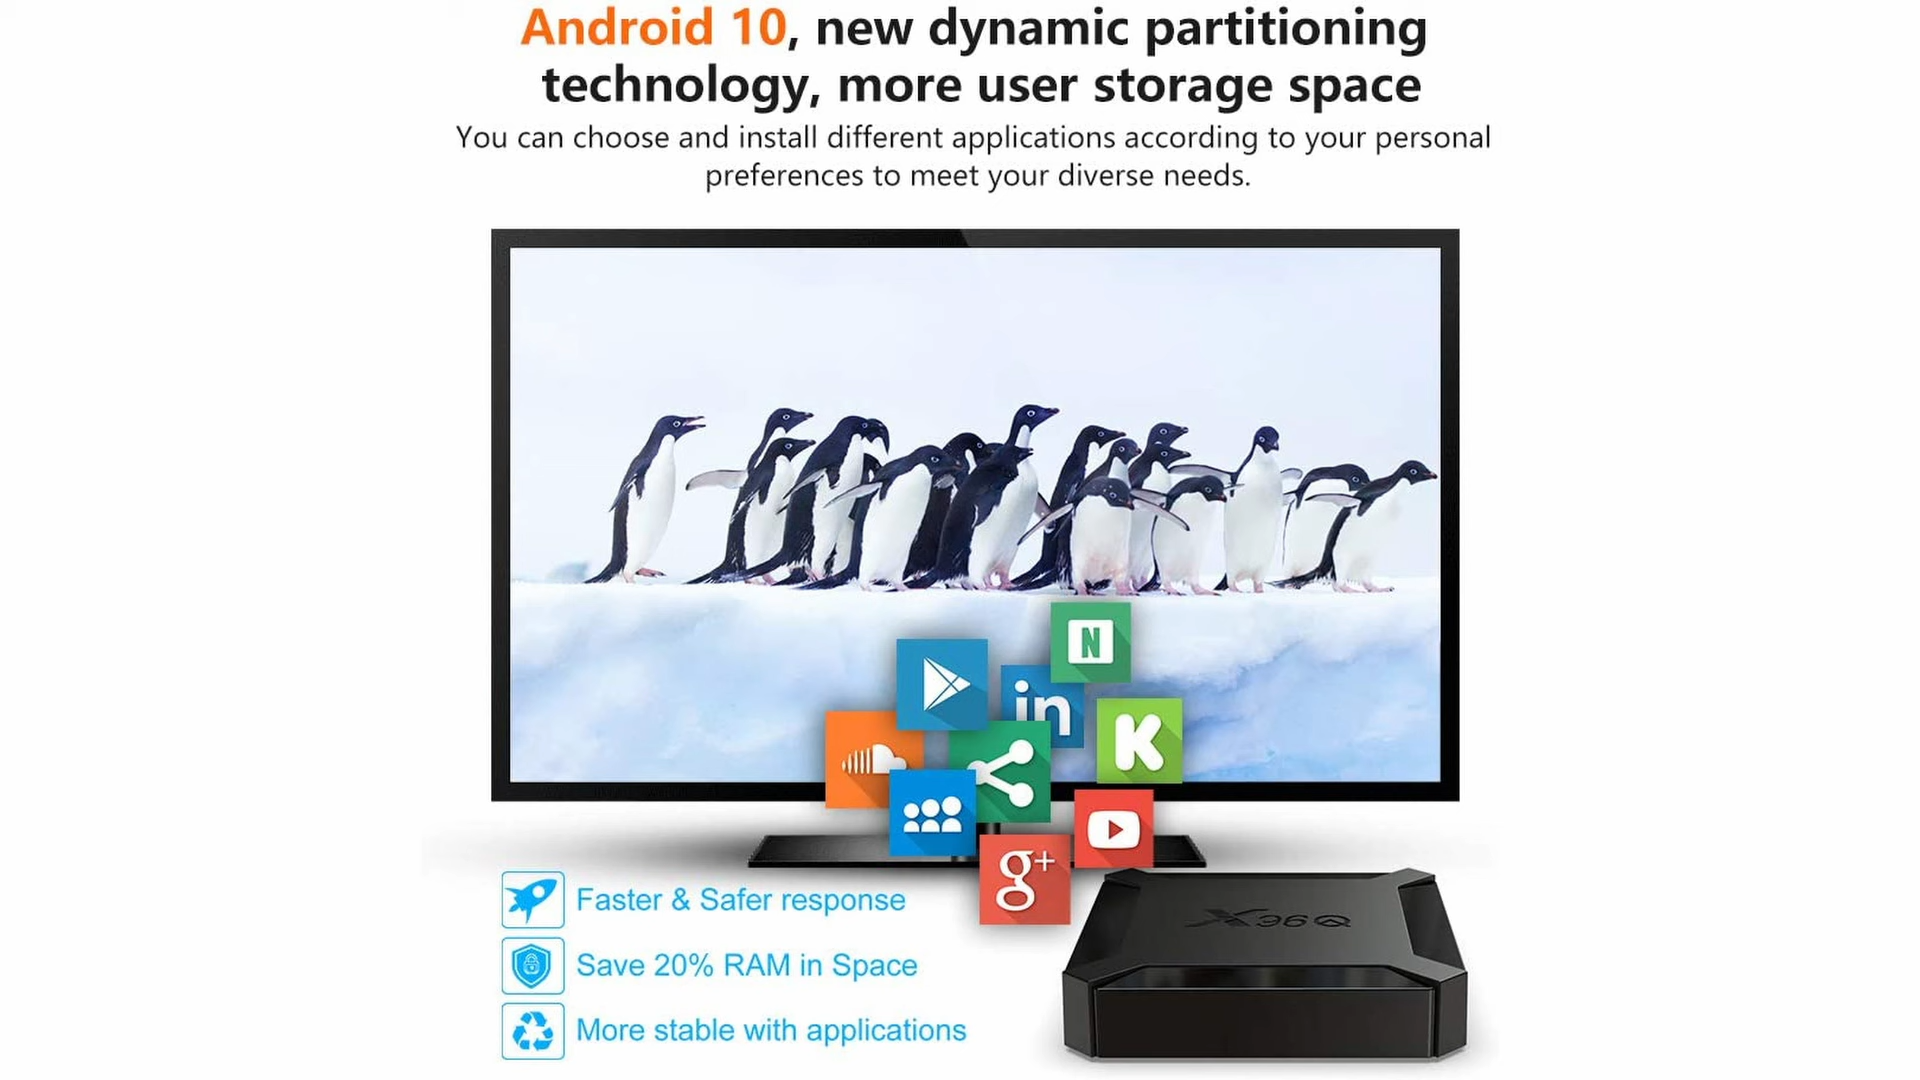 Android 10, new dynamic partitioning
technology, more user storage space
You can choose and install different applications according to your personal
preferences to meet your diverse needs.
N
in
K
g+
Faster & Safer response
X96Q
Save 20% RAM in Space
More stable with applications